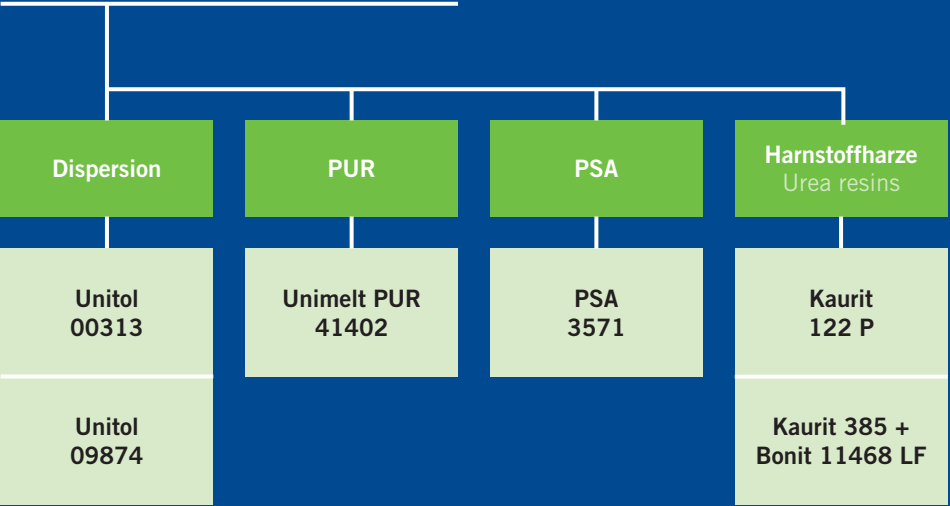 Dispersion
PUR
PSA
Harnstoffharze
Urea resins
Unitol
00313
Unimelt PUR
41402
PSA
3571
Kaurit
122 P
Unitol
09874
Kaurit 385 +
Bonit 11468 LF